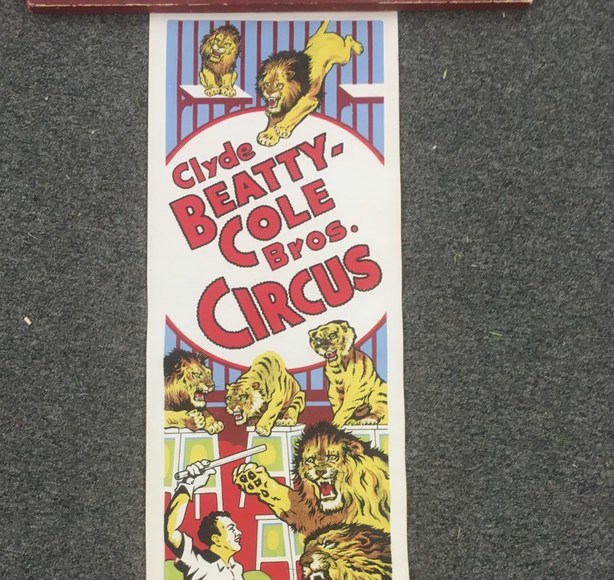 Clyde
BEATTY-
COLE
Bros.
CIRCUS